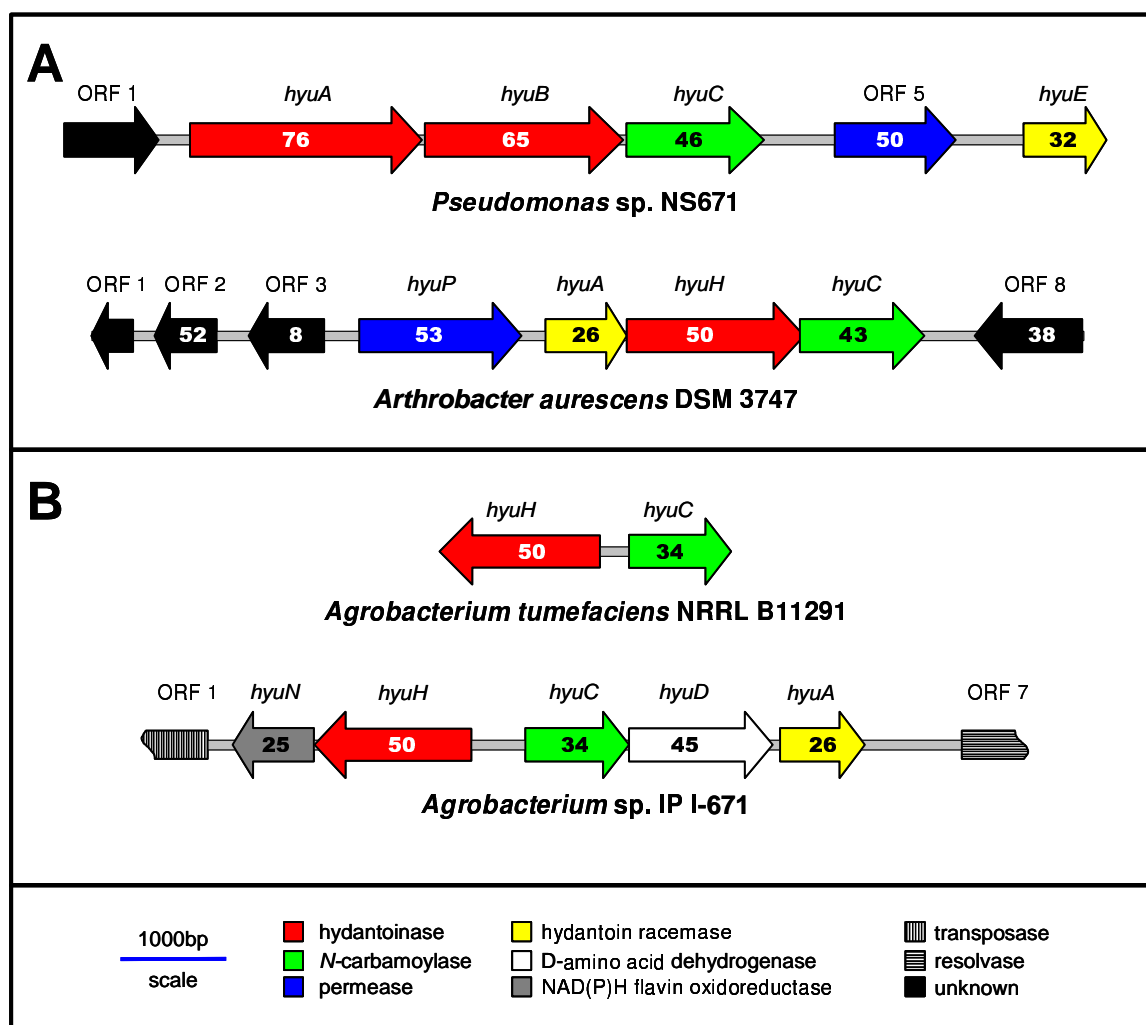 A
ORF 1 hyuA hyuB hyuC ORF 5 hyuE
76 65 46 50 32
Pseudomonas sp. NS671
ORF 1 ORF 2 ORF 3 hyuP hyuA hyuH hyuC ORF 8
52 8 53 26 50 43 38
Arthrobacter aurescens DSM 3747
B
hyuH hyuC
50 34
Agrobacterium tumefaciens NRRL B11291
ORF 1 hyuN hyuH hyuC hyuD hyuA ORF 7
25 50 34 45 26
Agrobacterium sp. IP I-671
1000bp
scale
hydantoinase
N-carbamoylase
permease
hydantoin racemase
D-amino acid dehydrogenase
NAD(P)H flavin oxidoreductase
transposase
resolvase
unknown